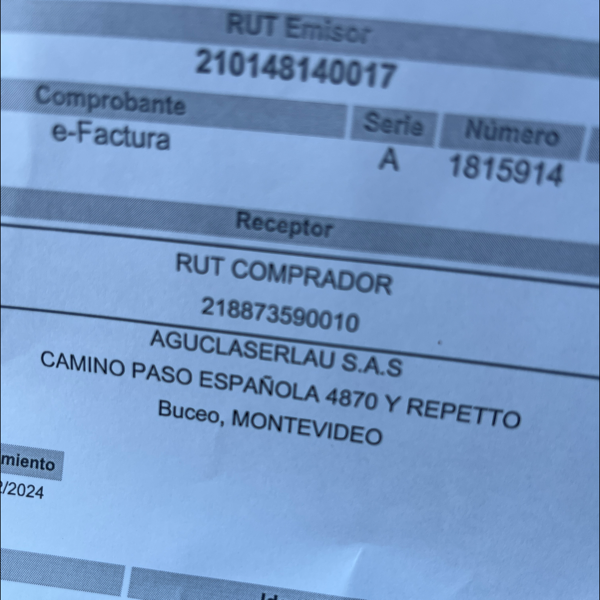 RUT Emisor
210148140017
Comprobante Serie Número
e-Factura A 1815914
Receptor
RUT COMPRADOR
218873590010
AGUCLASERLAU S.A.S
CAMINO PASO ESPAÑOLA 4870 Y REPETTO
Buceo, MONTEVIDEO
miento
/2024